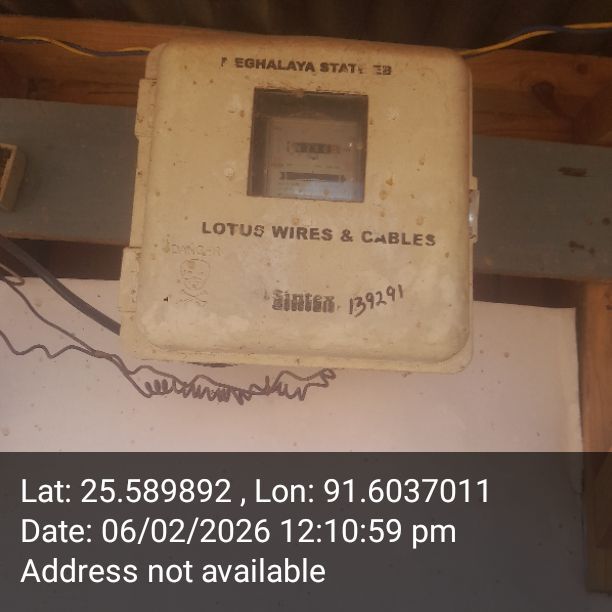 EGHALAYA STATE EB
LOTUS WIRES & CABLES
DANGER
Sintex 139291
Lat: 25.589892 , Lon: 91.6037011
Date: 06/02/2026 12:10:59 pm
Address not available